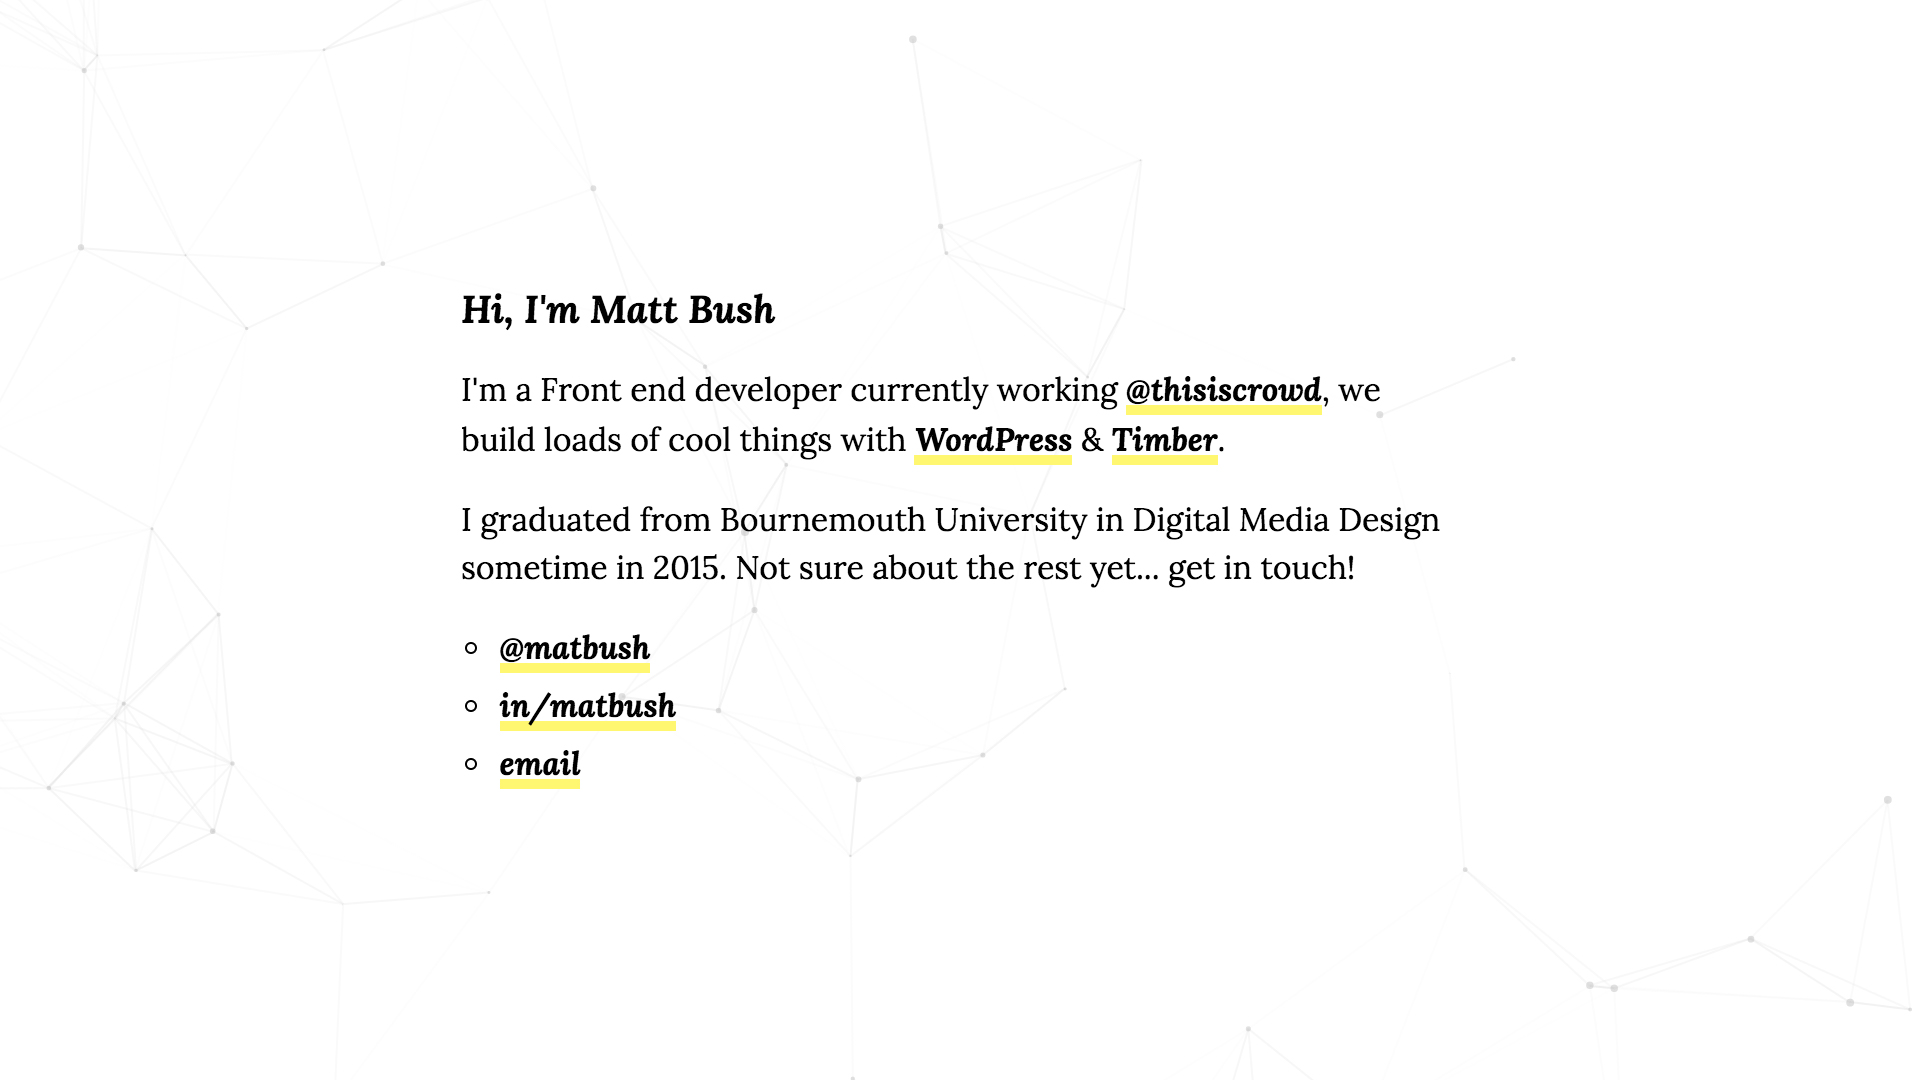 Hi, I'm Matt Bush
I'm a Front end developer currently working @thisiscrowd, we
build loads of cool things with WordPress & Timber.
I graduated from Bournemouth University in Digital Media Design
sometime in 2015. Not sure about the rest yet... get in touch!
@matbush
in/matbush
email